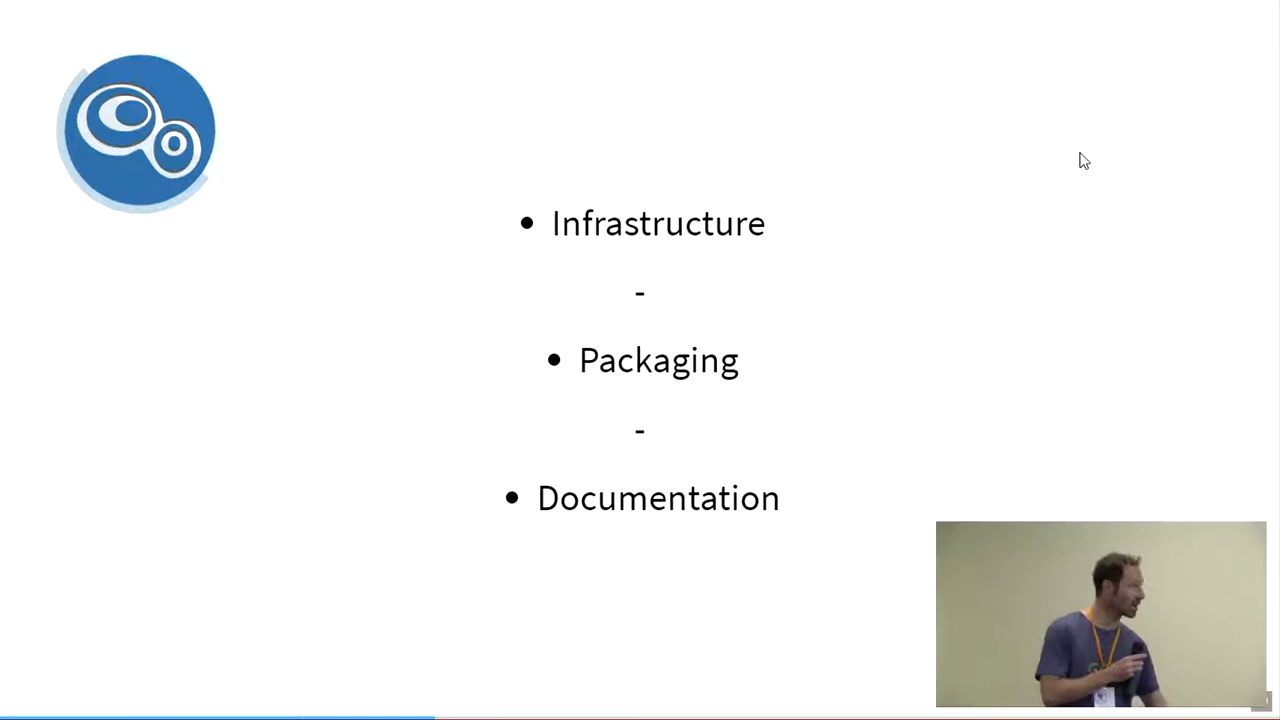 • Infrastructure
-
• Packaging
-
• Documentation